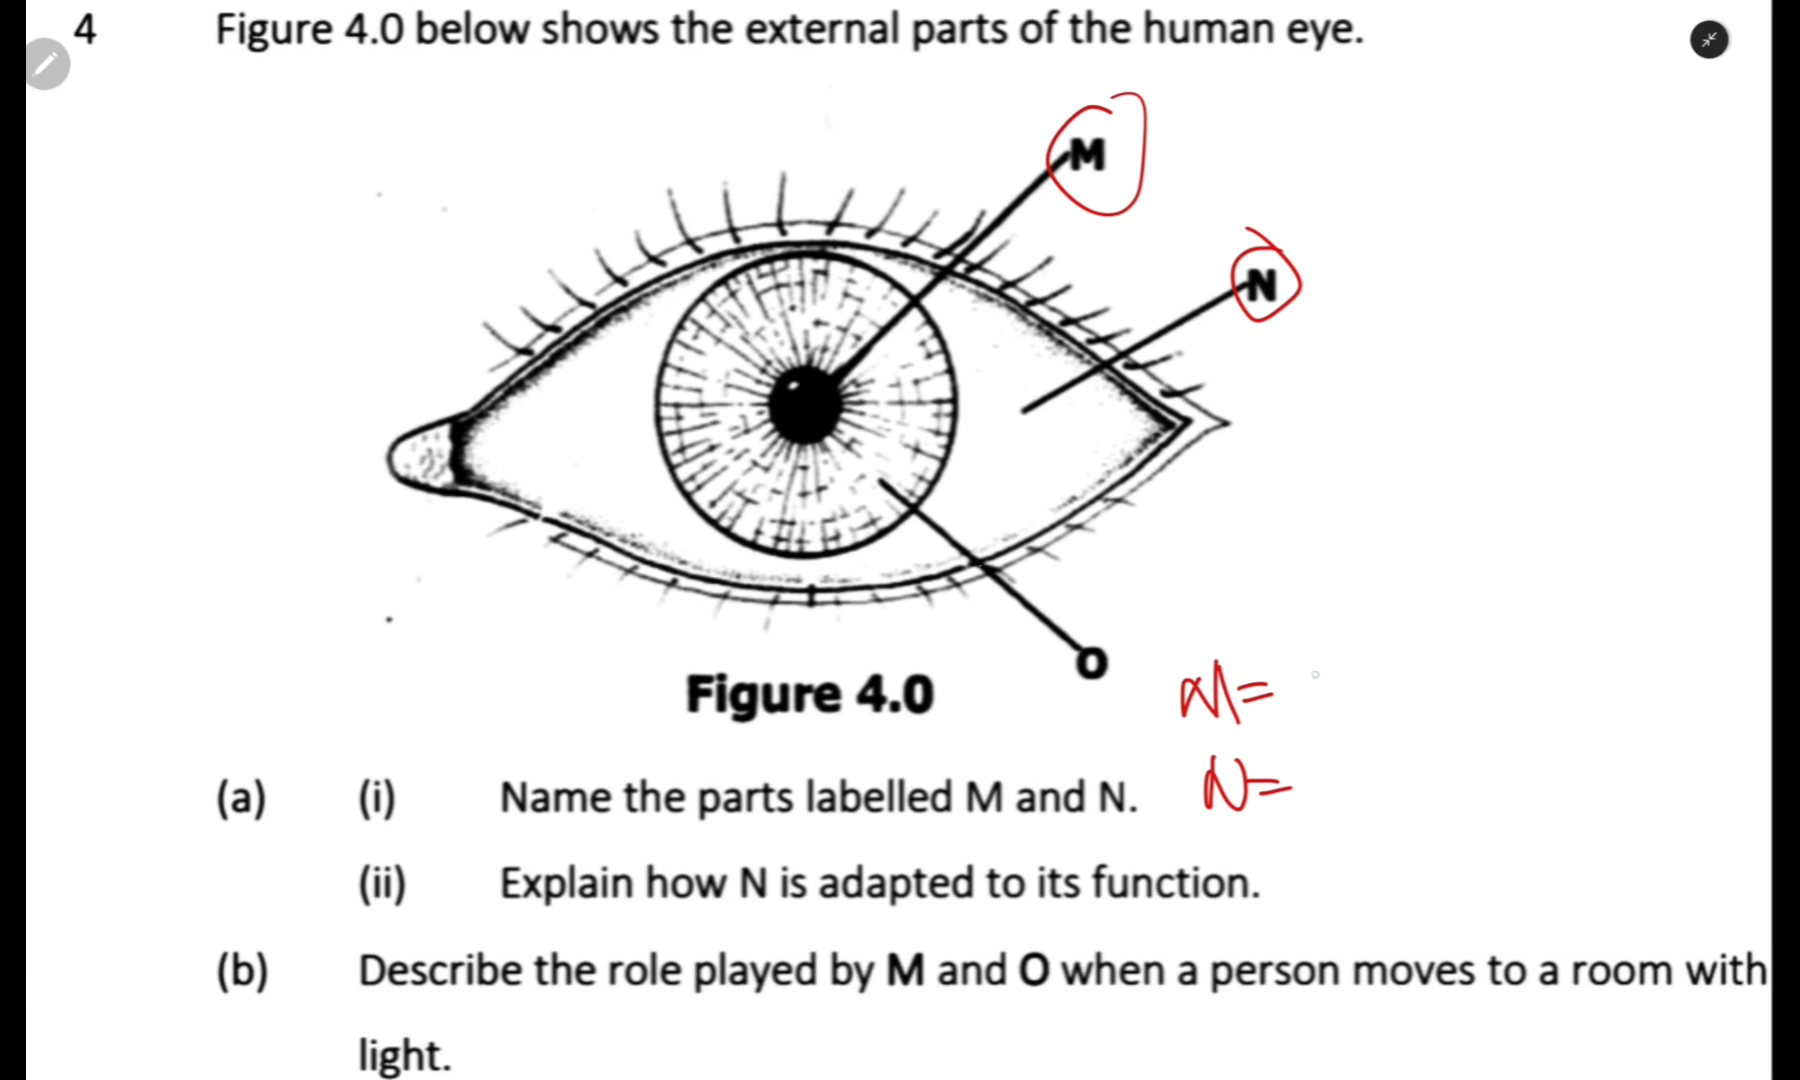 4 Figure 4.0 below shows the external parts of the human eye.
M
N
O
Figure 4.0
M=
(a) (i) Name the parts labelled M and N.
N=
(ii) Explain how N is adapted to its function.
(b) Describe the role played by M and O when a person moves to a room with
light.